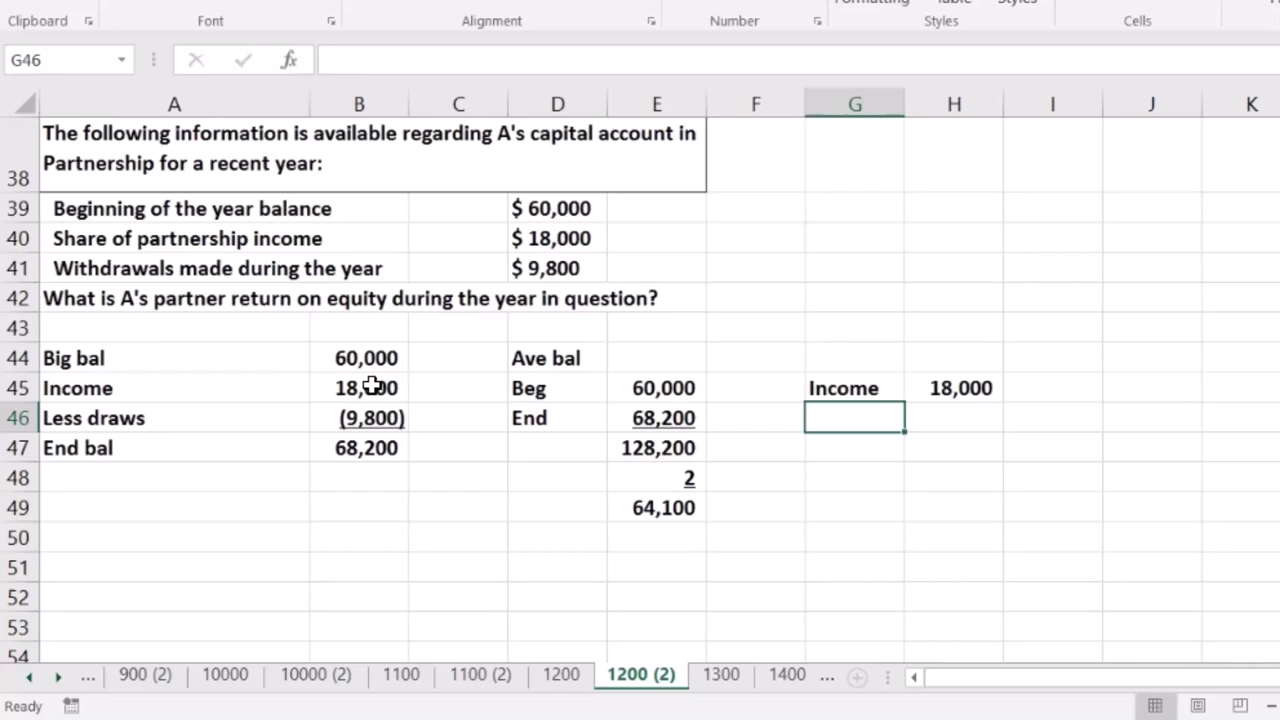 Formatting Table Styles
Clipboard Font Alignment Number Styles Cells
G46 fx
A B C D E F G H I J K
The following information is available regarding A's capital account in
38 Partnership for a recent year:
39 Beginning of the year balance $ 60,000
40 Share of partnership income $ 18,000
41 Withdrawals made during the year $ 9,800
42 What is A's partner return on equity during the year in question?
43
44 Big bal 60,000 Ave bal
45 Income 18,000 Beg 60,000 Income 18,000
46 Less draws (9,800) End 68,200
47 End bal 68,200 128,200
48 2
49 64,100
50
51
52
53
54
... 900 (2) 10000 10000 (2) 1100 1100 (2) 1200 1200 (2) 1300 1400 ...
Ready